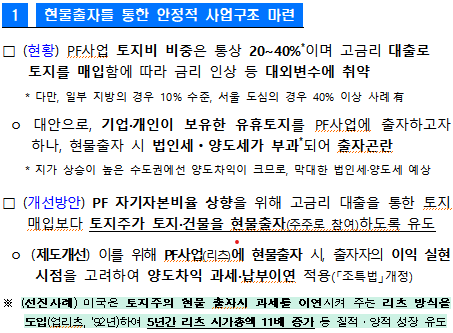 1 현물출자를 통한 안정적 사업구조 마련
□ (현황) PF사업 토지비 비중은 통상 20~40%*이며 고금리 대출로
토지를 매입함에 따라 금리 인상 등 대외변수에 취약
* 다만, 일부 지방의 경우 10% 수준, 서울 도심의 경우 40% 이상 사례 有
ㅇ 대안으로, 기업·개인이 보유한 유휴토지를 PF사업에 출자하고자
하나, 현물출자 시 법인세·양도세가 부과*되어 출자곤란
* 지가 상승이 높은 수도권에선 양도차익이 크므로, 막대한 법인세·양도세 예상
□ (개선방안) PF 자기자본비율 상향을 위해 고금리 대출을 통한 토지
매입보다 토지주가 토지·건물을 현물출자(주주로 참여)하도록 유도
ㅇ (제도개선) 이를 위해 PF사업(리츠)에 현물출자 시, 출자자의 이익 실현
시점을 고려하여 양도차익 과세·납부이연 적용(「조특법」개정)
※ (선진사례) 미국은 토지주의 현물 출자시 과세를 이연시켜 주는 리츠 방식을
도입(업리츠, '92년)하여 5년간 리츠 시가총액 11배 증가 등 질적·양적 성장 유도